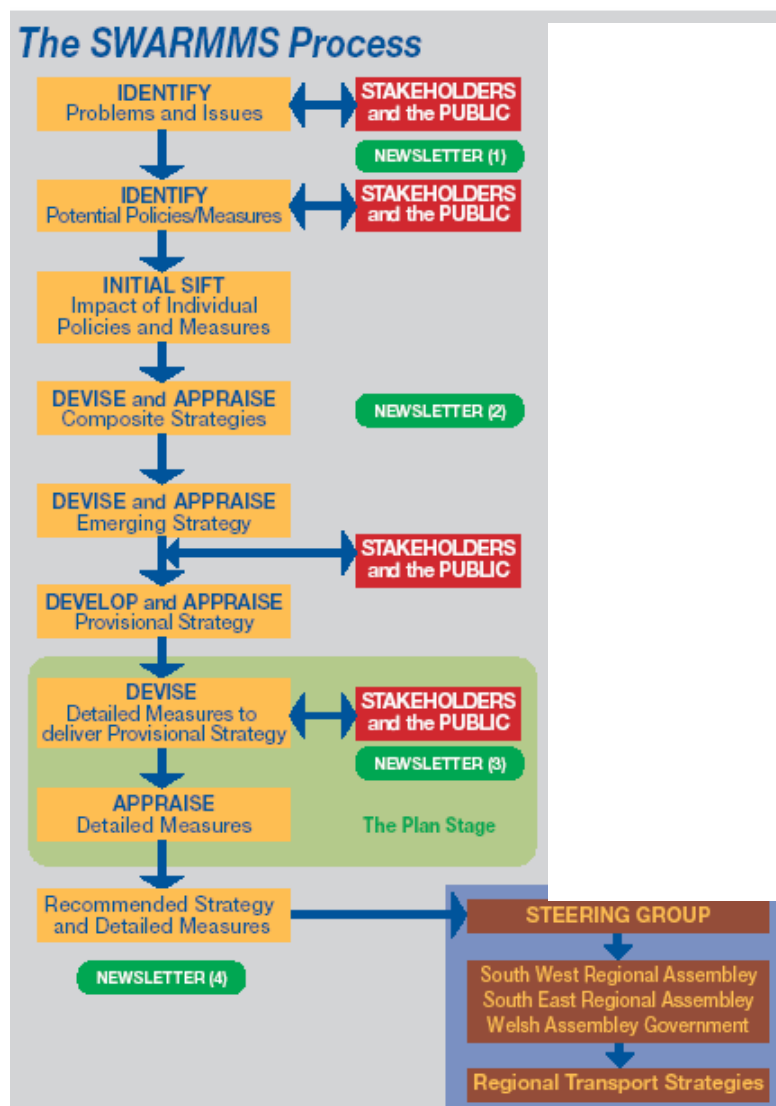 The SWARMMS Process
IDENTIFY
Problems and Issues
STAKEHOLDERS
and the PUBLIC
NEWSLETTER (1)
IDENTIFY
Potential Policies/Measures
STAKEHOLDERS
and the PUBLIC
INITIAL SIFT
Impact of Individual
Policies and Measures
DEVISE and APPRAISE
Composite Strategies
NEWSLETTER (2)
DEVISE and APPRAISE
Emerging Strategy
STAKEHOLDERS
and the PUBLIC
DEVELOP and APPRAISE
Provisional Strategy
DEVISE
Detailed Measures to
deliver Provisional Strategy
STAKEHOLDERS
and the PUBLIC
NEWSLETTER (3)
APPRAISE
Detailed Measures
The Plan Stage
Recommended Strategy
and Detailed Measures
NEWSLETTER (4)
STEERING GROUP
South West Regional Assembley
South East Regional Assembley
Welsh Assembley Government
Regional Transport Strategies